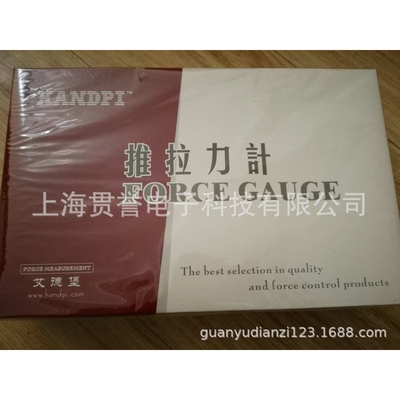 HANDPI™
推拉力計
FORCE GAUGE
上海贯誉电子科技有限公司
FORCE MEASUREMENT
艾德堡
www.handpi.com
The best selection in quality
and force control products
guanyudianzi123.1688.com